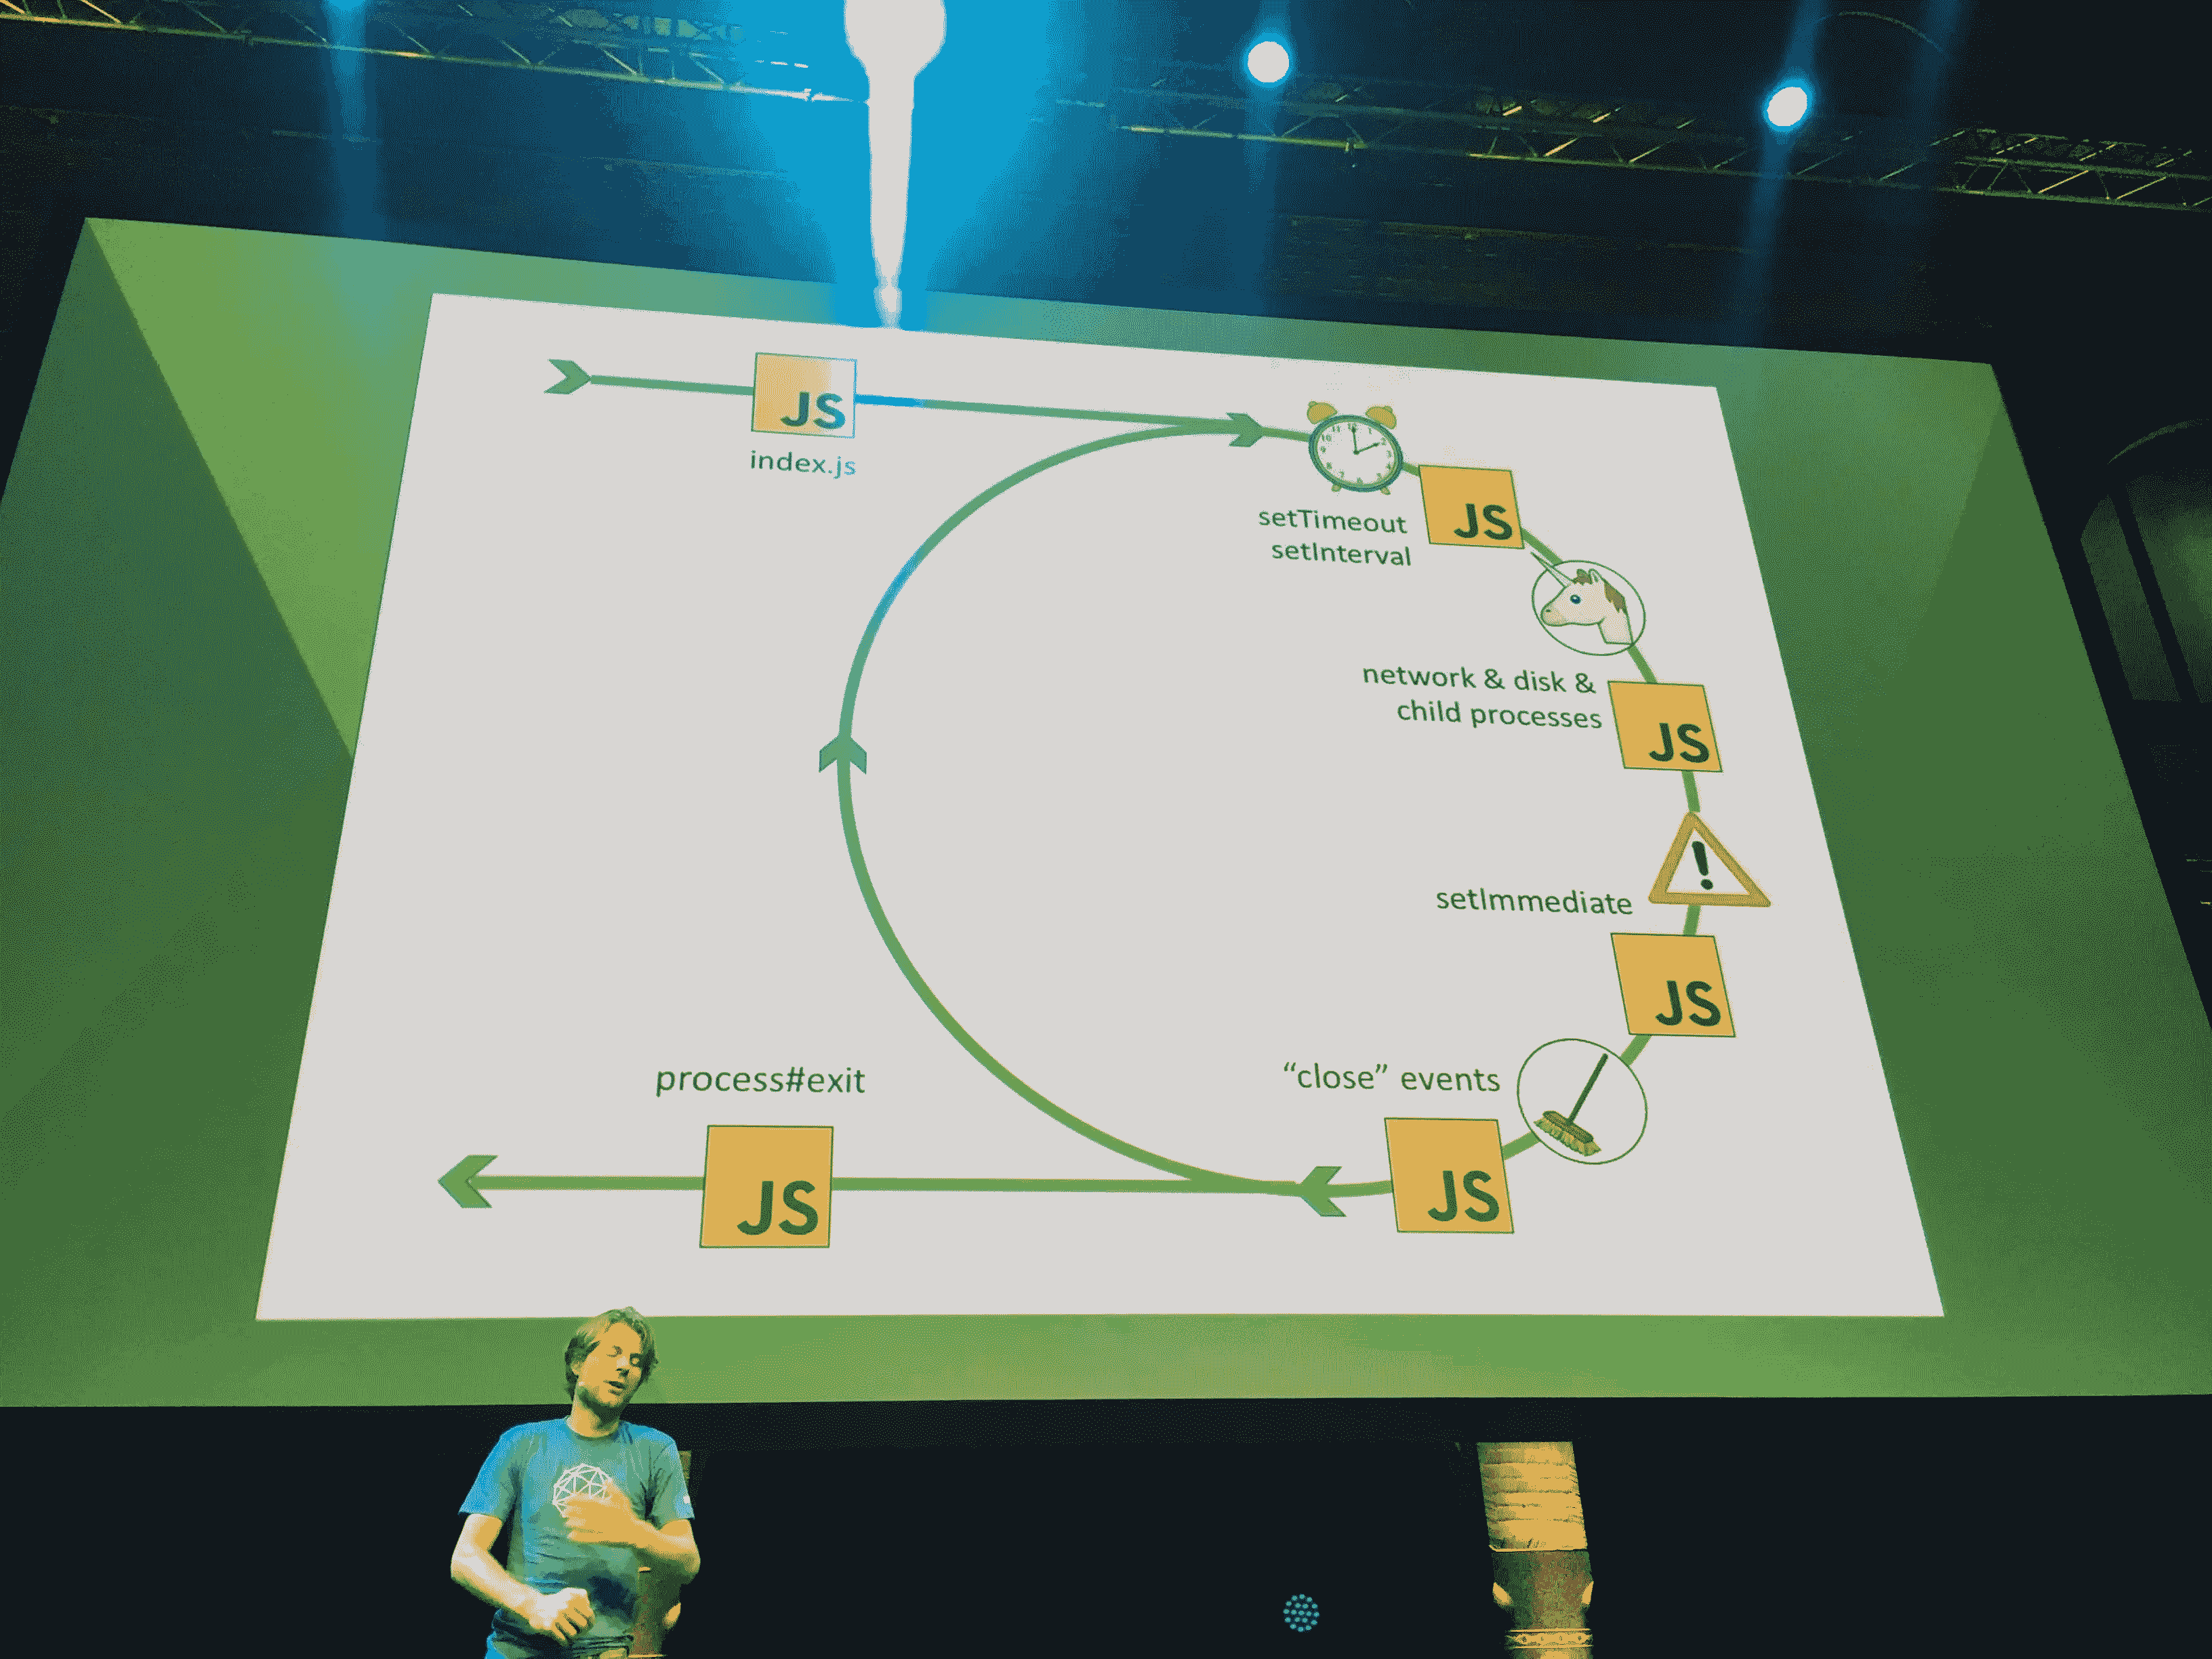 JS
index.js
setTimeout
setInterval
JS
network & disk &
child processes
JS
setImmediate
JS
"close" events
JS
process#exit
JS